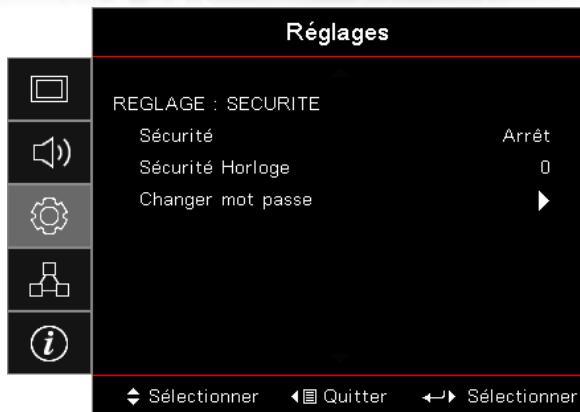 Réglages
REGLAGE : SECURITE
Sécurité Arrêt
Sécurité Horloge 0
Changer mot passe
Sélectionner Quitter Sélectionner